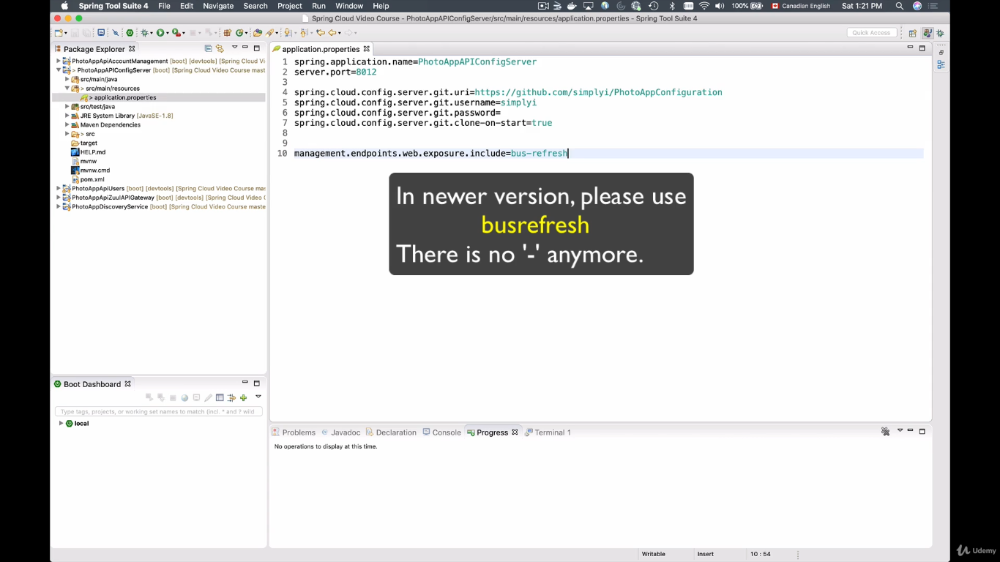 Spring Tool Suite 4 File Edit Navigate Search Project Run Window Help 100% Canadian English Sat 1:21 PM
Spring Cloud Video Course - PhotoAppAPIConfigServer/src/main/resources/application.properties - Spring Tool Suite 4
Quick Access
Package Explorer
PhotoAppApiAccountManagement [boot] [devtools] [Spring Cloud Vi
> PhotoAppAPIConfigServer [boot] [Spring Cloud Video Course mast
src/main/java
> src/main/resources
> application.properties
src/test/java
JRE System Library [JavaSE-1.8]
Maven Dependencies
> src
target
HELP.md
mvnw
mvnw.cmd
pom.xml
PhotoAppApiUsers [boot] [devtools] [Spring Cloud Video Course mas
PhotoAppApiZuulAPIGateway [boot] [devtools] [Spring Cloud Video C
PhotoAppDiscoveryService [boot] [Spring Cloud Video Course maste
application.properties
1 spring.application.name=PhotoAppAPIConfigServer
2 server.port=8012
3
4 spring.cloud.config.server.git.uri=https://github.com/simplyi/PhotoAppConfiguration
5 spring.cloud.config.server.git.username=simplyi
6 spring.cloud.config.server.git.password=
7 spring.cloud.config.server.git.clone-on-start=true
8
9
10 management.endpoints.web.exposure.include=bus-refresh
In newer version, please use
busrefresh
There is no '-' anymore.
Boot Dashboard
Type tags, projects, or working set names to match (incl. * and ? wild
local
Problems Javadoc Declaration Console Progress Terminal 1
No operations to display at this time.
Writable Insert 10 : 54
Udemy